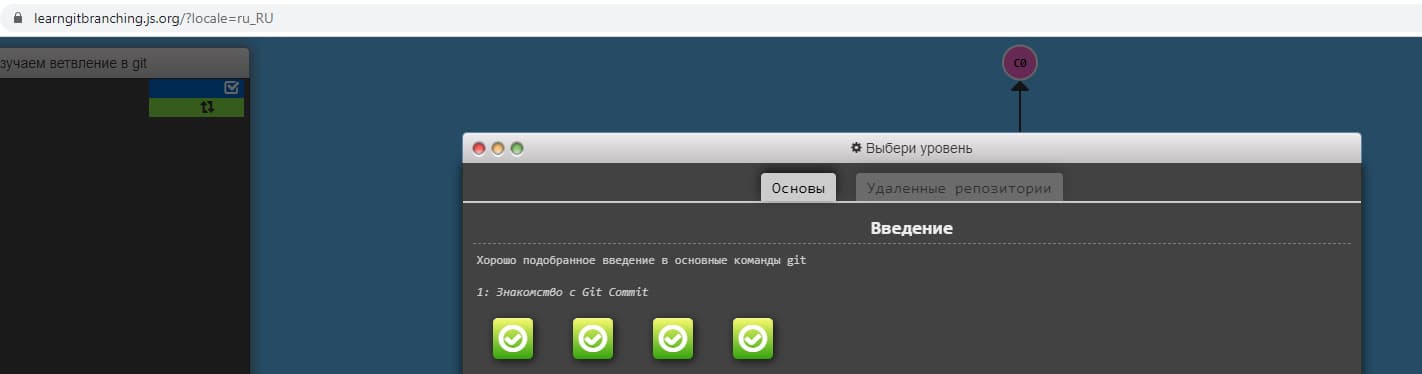 learngitbranching.js.org/?locale=ru_RU
зучаем ветвление в git
C0
Выбери уровень
Основы
Удаленные репозитории
Введение
Хорошо подобранное введение в основные команды git
1: Знакомство с Git Commit